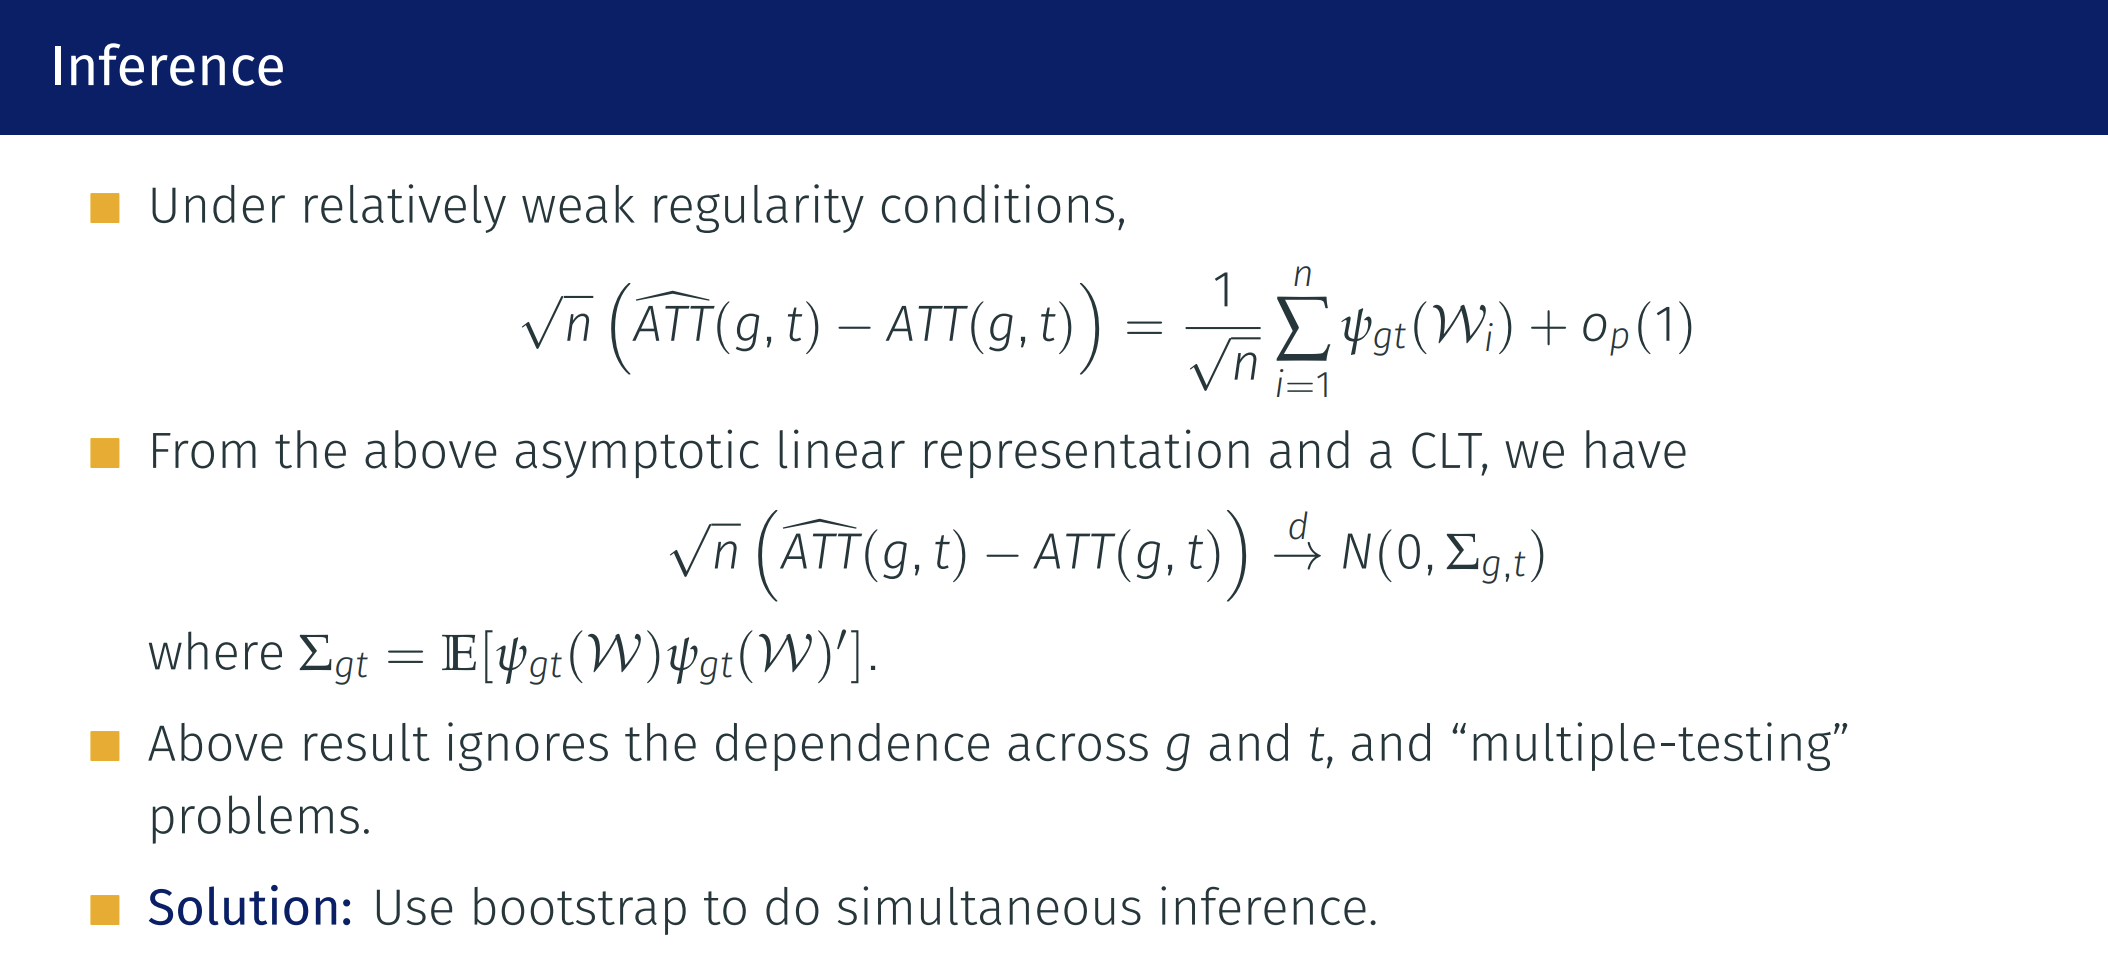 Inference
■ Under relatively weak regularity conditions,
$$\sqrt{n}\left(\widehat{ATT}(g,t) - ATT(g,t)\right) = \frac{1}{\sqrt{n}}\sum_{i=1}^{n}\psi_{gt}(\mathcal{W}_i) + o_p(1)$$
■ From the above asymptotic linear representation and a CLT, we have
$$\sqrt{n}\left(\widehat{ATT}(g,t) - ATT(g,t)\right) \xrightarrow{d} N(0, \Sigma_{g,t})$$
where $\Sigma_{gt} = \mathbb{E}[\psi_{gt}(\mathcal{W})\psi_{gt}(\mathcal{W})']$.
■ Above result ignores the dependence across $g$ and $t$, and “multiple-testing”
problems.
■ Solution: Use bootstrap to do simultaneous inference.